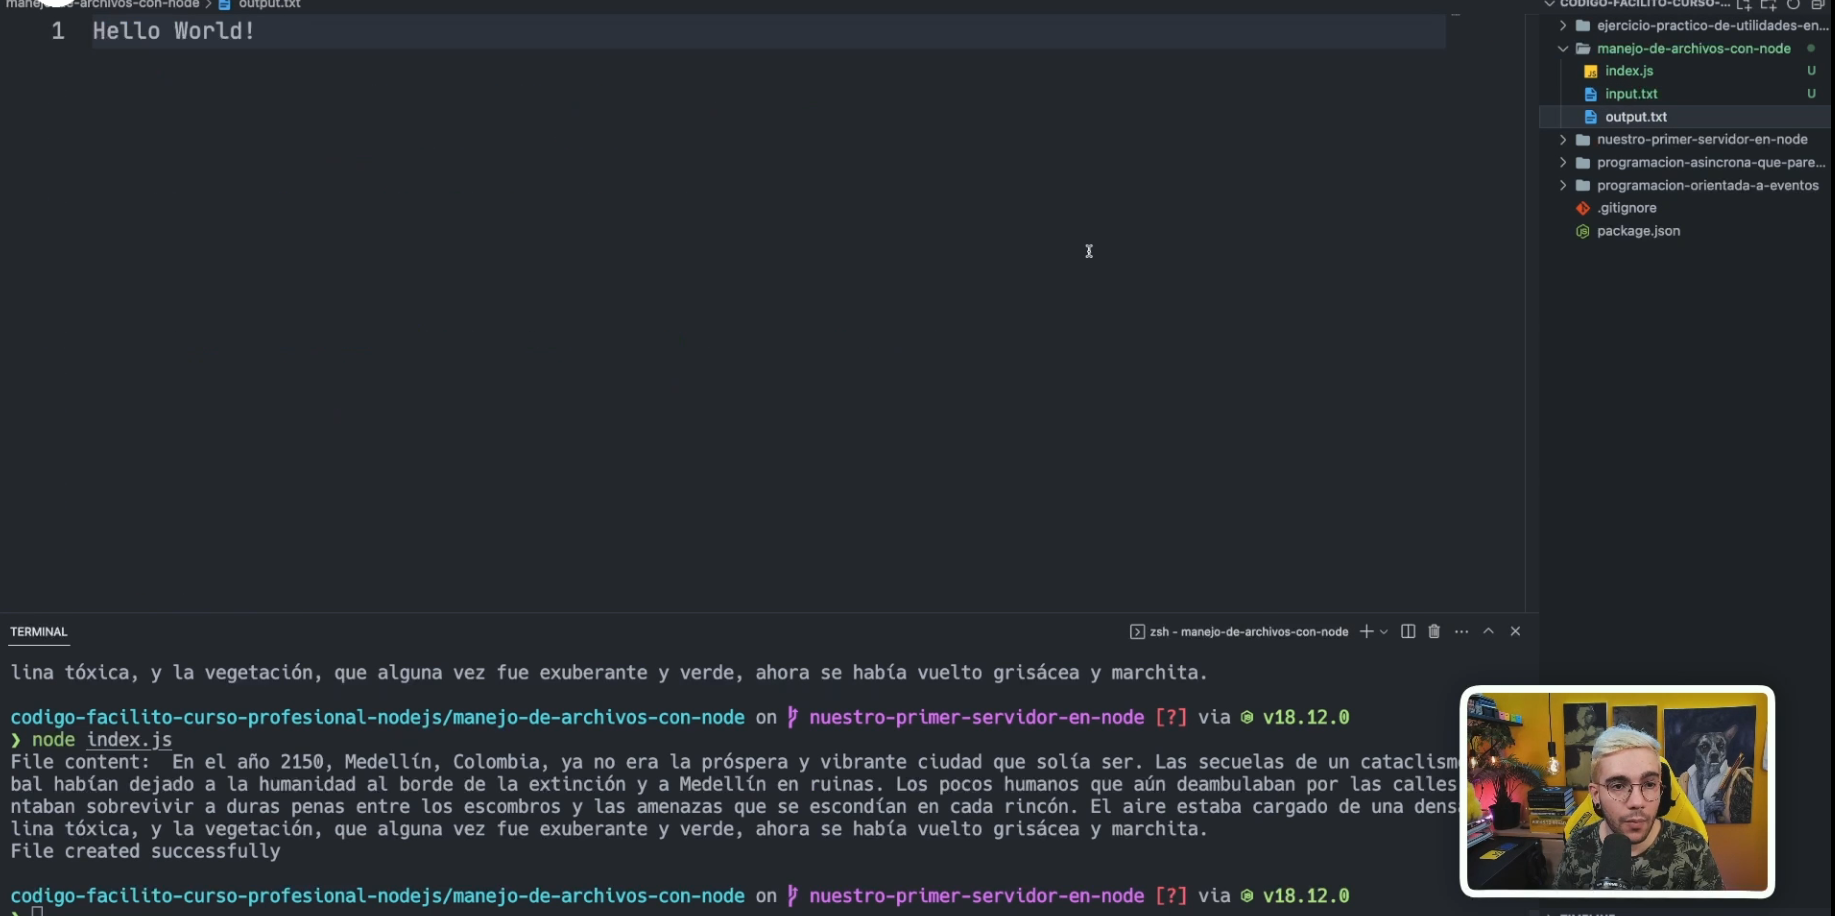 manejo-de-archivos-con-node > output.txt
1 Hello World!
CODIGO-FACILITO-CURSO-...
ejercicio-practico-de-utilidades-en...
manejo-de-archivos-con-node
index.js U
input.txt U
output.txt
nuestro-primer-servidor-en-node
programacion-asincrona-que-pare...
programacion-orientada-a-eventos
.gitignore
package.json
TERMINAL
zsh - manejo-de-archivos-con-node
lina tóxica, y la vegetación, que alguna vez fue exuberante y verde, ahora se había vuelto grisácea y marchita.
codigo-facilito-curso-profesional-nodejs/manejo-de-archivos-con-node on nuestro-primer-servidor-en-node [?] via v18.12.0
❯ node index.js
File content:  En el año 2150, Medellín, Colombia, ya no era la próspera y vibrante ciudad que solía ser. Las secuelas de un cataclism
bal habían dejado a la humanidad al borde de la extinción y a Medellín en ruinas. Los pocos humanos que aún deambulaban por las calles
ntaban sobrevivir a duras penas entre los escombros y las amenazas que se escondían en cada rincón. El aire estaba cargado de una dens
lina tóxica, y la vegetación, que alguna vez fue exuberante y verde, ahora se había vuelto grisácea y marchita.
File created successfully
codigo-facilito-curso-profesional-nodejs/manejo-de-archivos-con-node on nuestro-primer-servidor-en-node [?] via v18.12.0